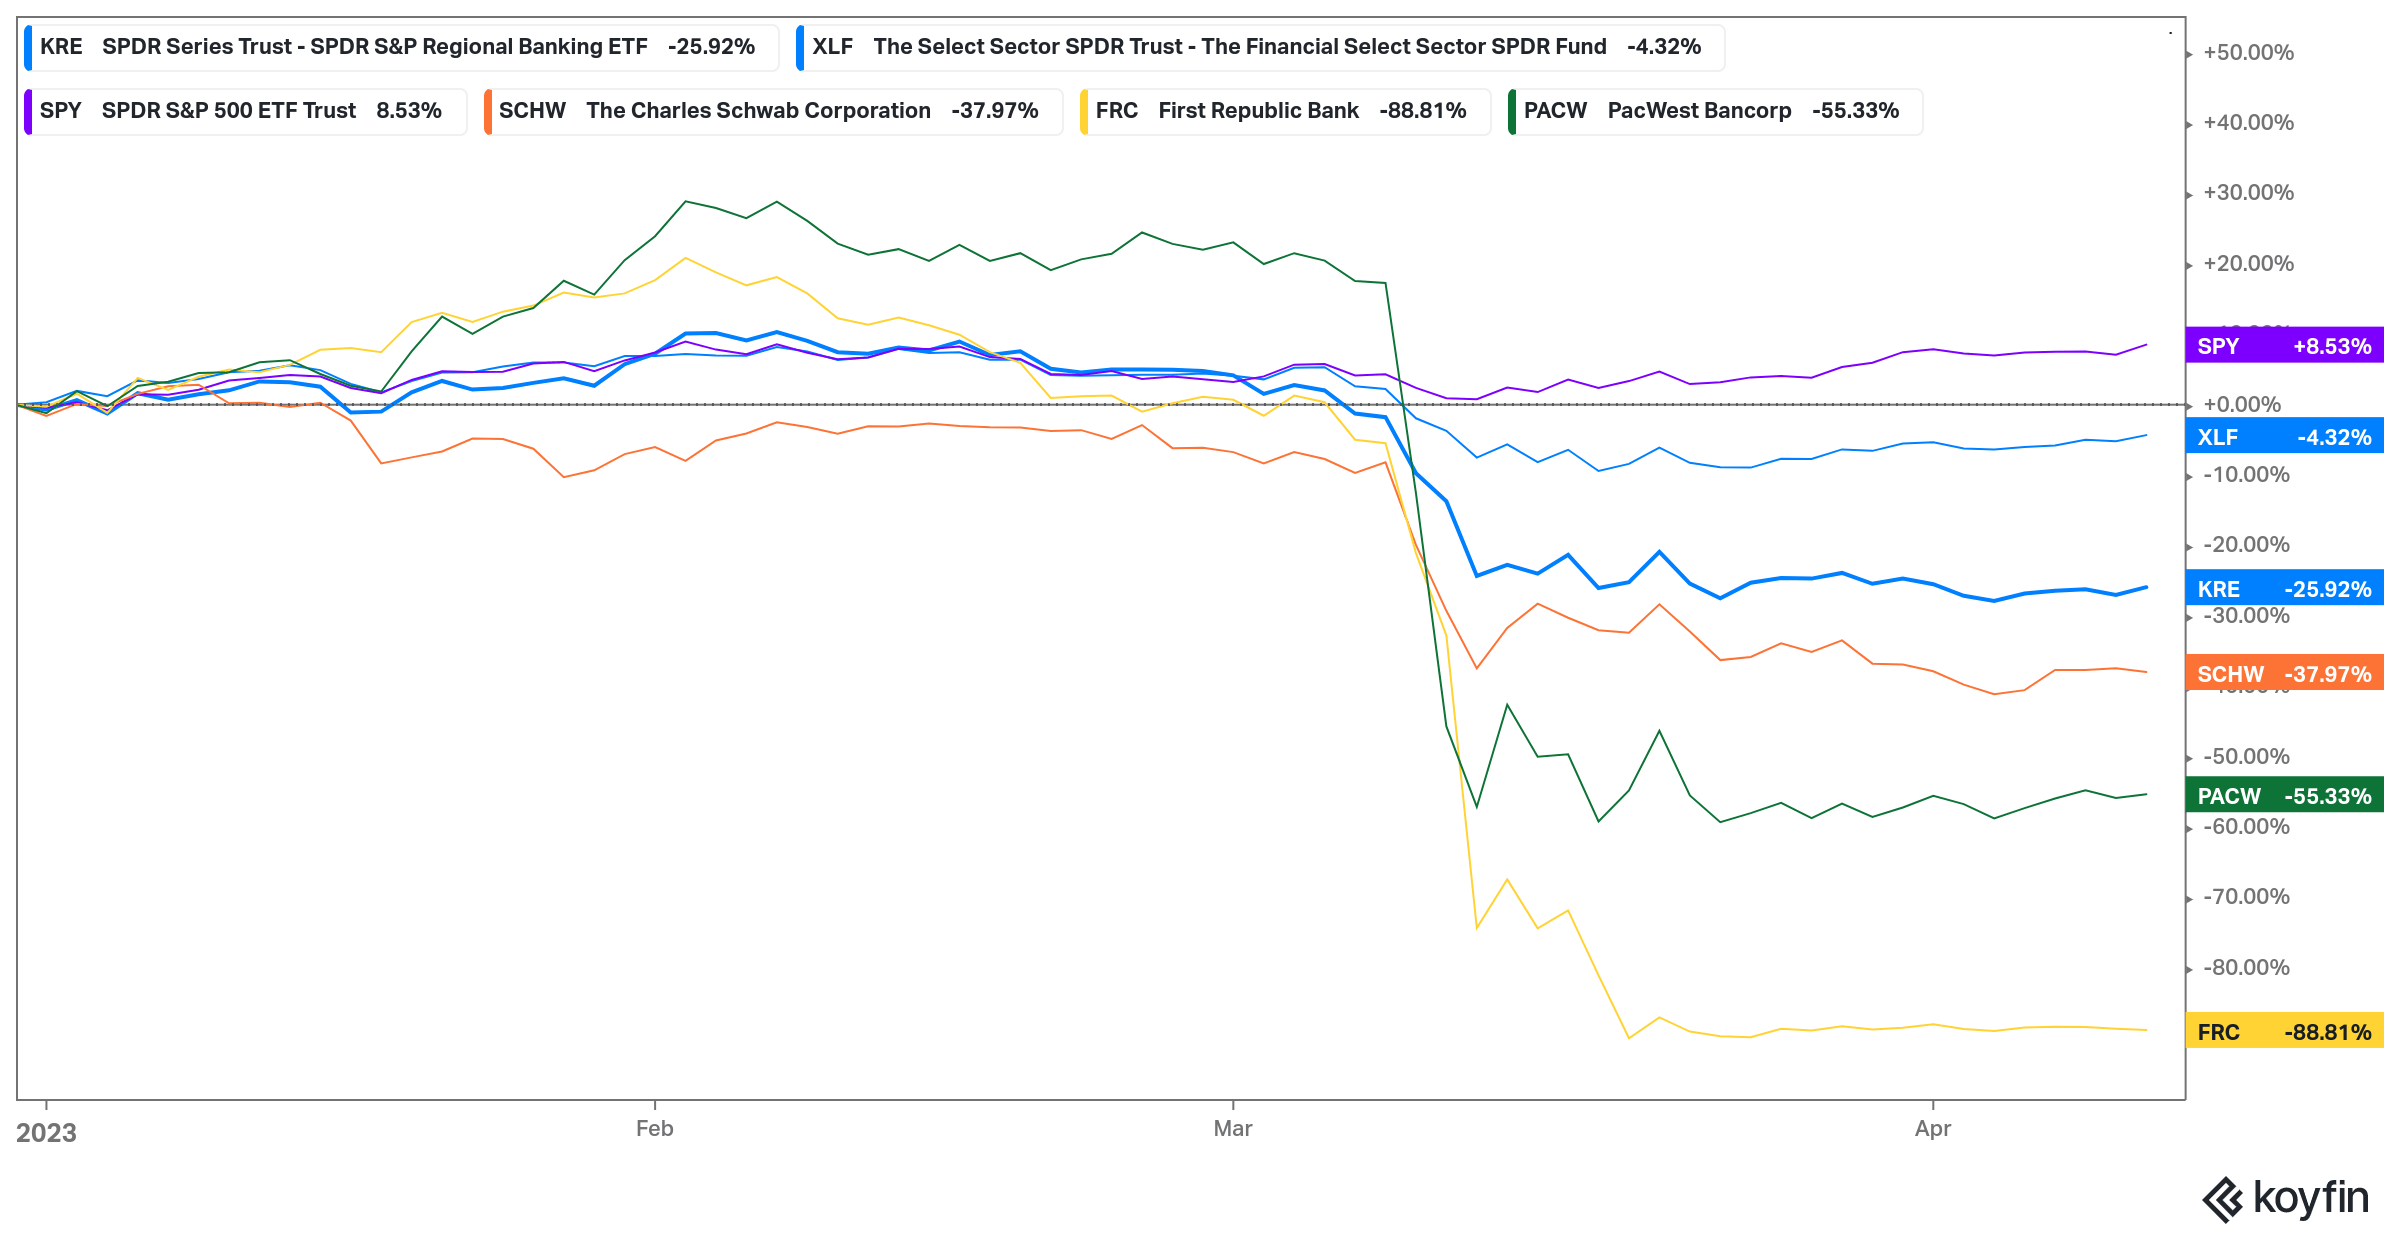 KRE SPDR Series Trust - SPDR S&P Regional Banking ETF -25.92% XLF The Select Sector SPDR Trust - The Financial Select Sector SPDR Fund -4.32%
SPY SPDR S&P 500 ETF Trust 8.53% SCHW The Charles Schwab Corporation -37.97% FRC First Republic Bank -88.81% PACW PacWest Bancorp -55.33%
+50.00%
+40.00%
+30.00%
+20.00%
SPY +8.53%
+0.00%
XLF -4.32%
-10.00%
-20.00%
KRE -25.92%
-30.00%
SCHW -37.97%
-50.00%
PACW -55.33%
-60.00%
-70.00%
-80.00%
FRC -88.81%
2023 Feb Mar Apr
koyfin